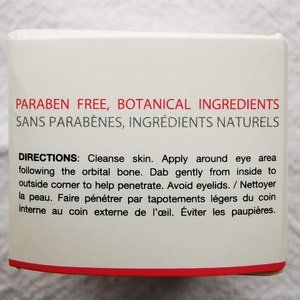 PARABEN FREE, BOTANICAL INGREDIENTS
SANS PARABÈNES, INGRÉDIENTS NATURELS
DIRECTIONS: Cleanse skin. Apply around eye area
following the orbital bone. Dab gently from inside to
outside corner to help penetrate. Avoid eyelids. / Nettoyer
la peau. Faire pénétrer par tapotements légers du coin
interne au coin externe de l'œil. Éviter les paupières.